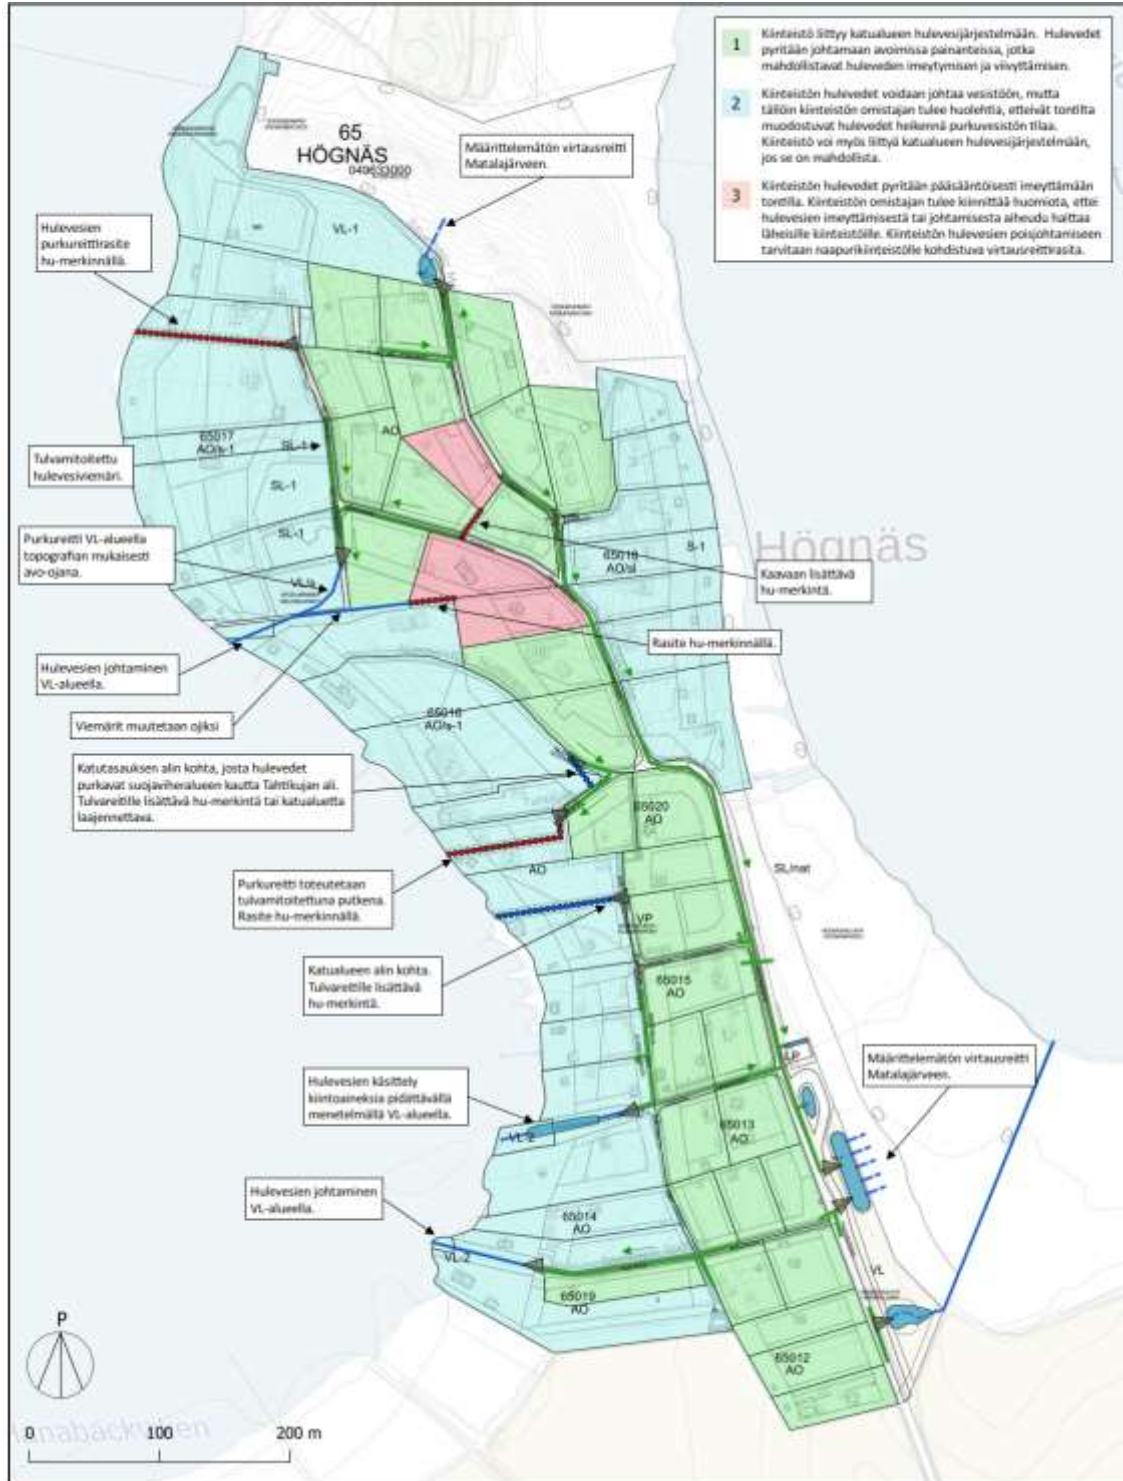 1
Kiinteistö liittyy katualueen hulevesijärjestelmään. Hulevedet
pyritään johtamaan avoimissa painanteissa, jotka
mahdollistavat huleveden imeytymisen ja viivyttämisen.
2
Kiinteistön hulevedet voidaan johtaa vesistöön, mutta
tällöin kiinteistön omistajan tulee huolehtia, etteivät tontilta
muodostuvat hulevedet heikennä purkuvesistön tilaa.
Kiinteistö voi myös liittyä katualueen hulevesijärjestelmään,
jos se on mahdollista.
3
Kiinteistön hulevedet pyritään pääsääntöisesti imeyttämään
tontilla. Kiinteistön omistajan tulee kiinnittää huomiota, ettei
hulevesien imeyttämisestä tai johtamisesta aiheudu haittaa
läheisille kiinteistöille. Kiinteistön hulevesien poisjohtamiseen
tarvitaan naapurikiinteistölle kohdistuva virtausreittirasita.
65
HÖGNÄS
049633000
Määrittelemätön virtausreitti
Matalajärveen.
VL-1
Hulevesien
purkureittirasite
hu-merkinnällä.
AO
65017
AO/s-1
SL-1
Tulvamitoitettu
hulevesiviemäri.
SL-1
SL-1
Purkureitti VL-alueella
topografian mukaisesti
avo-ojana.
VL/s
Högnäs
S-1
65018
AO/sl
Kaavaan lisättävä
hu-merkintä.
Rasite hu-merkinnällä.
Hulevesien johtaminen
VL-alueella.
Viemärit muutetaan ojiksi
65016
AO/s-1
Katutasauksen alin kohta, josta hulevedet
purkavat suojaviheralueen kautta Tahtikujan ali.
Tulvareitille lisättävä hu-merkintä tai katualuetta
laajennettava.
65020
AO
AO
SL/nat
Purkureitti toteutetaan
tulvamitoitettuna putkena.
Rasite hu-merkinnällä.
VP
Katualueen alin kohta.
Tulvareitille lisättävä
hu-merkintä.
65015
AO
LP
Määrittelemätön virtausreitti
Matalajärveen.
Hulevesien käsittely
kiintoaineksia pidättävällä
menetelmällä VL-alueella.
VL-2
65013
AO
Hulevesien johtaminen
VL-alueella.
65014
AO
VL-2
VL
65019
AO
65012
AO
P
0 100 200 m